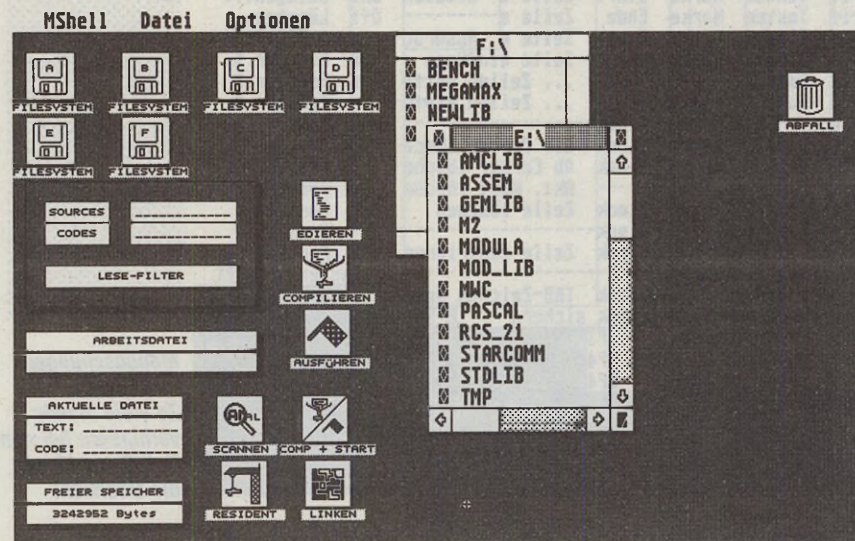 MShell Datei Optionen
A B C D
FILESYSTEM FILESYSTEM FILESYSTEM FILESYSTEM
E F
FILESYSTEM FILESYSTEM
SOURCES
CODES
LESE-FILTER
ARBEITSDATEI
AKTUELLE DATEI
TEXT:
CODE:
FREIER SPEICHER
3242952 Bytes
EDIEREN
COMPILIEREN
AUSFÜHREN
SCANNEN
COMP + START
RESIDENT
LINKEN
F:\
BENCH
MEGAMAX
NEWLIB
E:\
AMCLIB
ASSEM
GEMLIB
M2
MODULA
MOD_LIB
MWC
PASCAL
RCS_21
STARCOMM
STDLIB
TMP
ABFALL